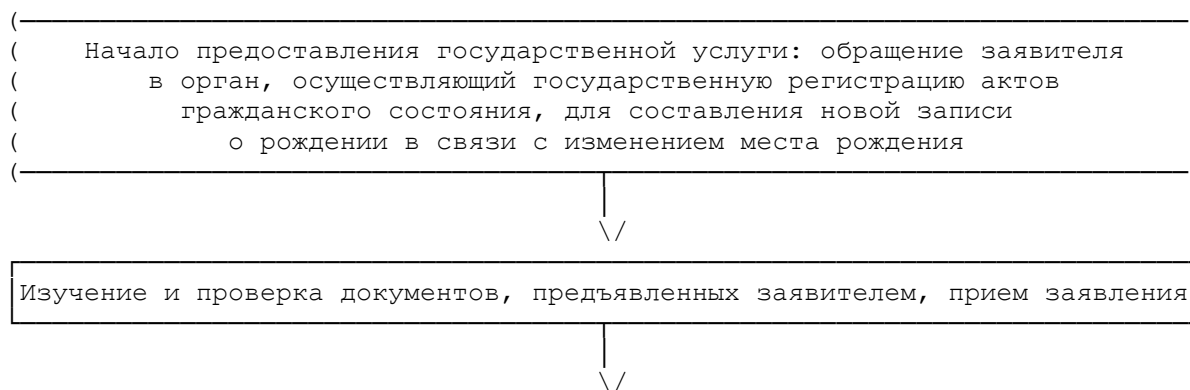 Начало предоставления государственной услуги: обращение заявителя
в орган, осуществляющий государственную регистрацию актов
гражданского состояния, для составления новой записи
о рождении в связи с изменением места рождения
Изучение и проверка документов, предъявленных заявителем, прием заявления